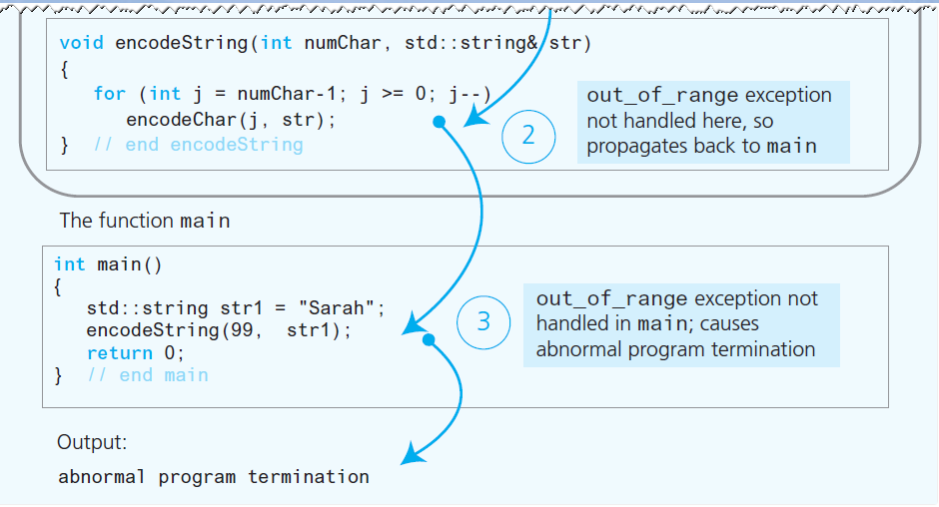 void encodeString(int numChar, std::string& str)
{
for (int j = numChar-1; j >= 0; j--)
encodeChar(j, str);
} // end encodeString
2
out_of_range exception
not handled here, so
propagates back to main
The function main
int main()
{
std::string str1 = "Sarah";
encodeString(99, str1);
return 0;
} // end main
3
out_of_range exception not
handled in main; causes
abnormal program termination
Output:
abnormal program termination